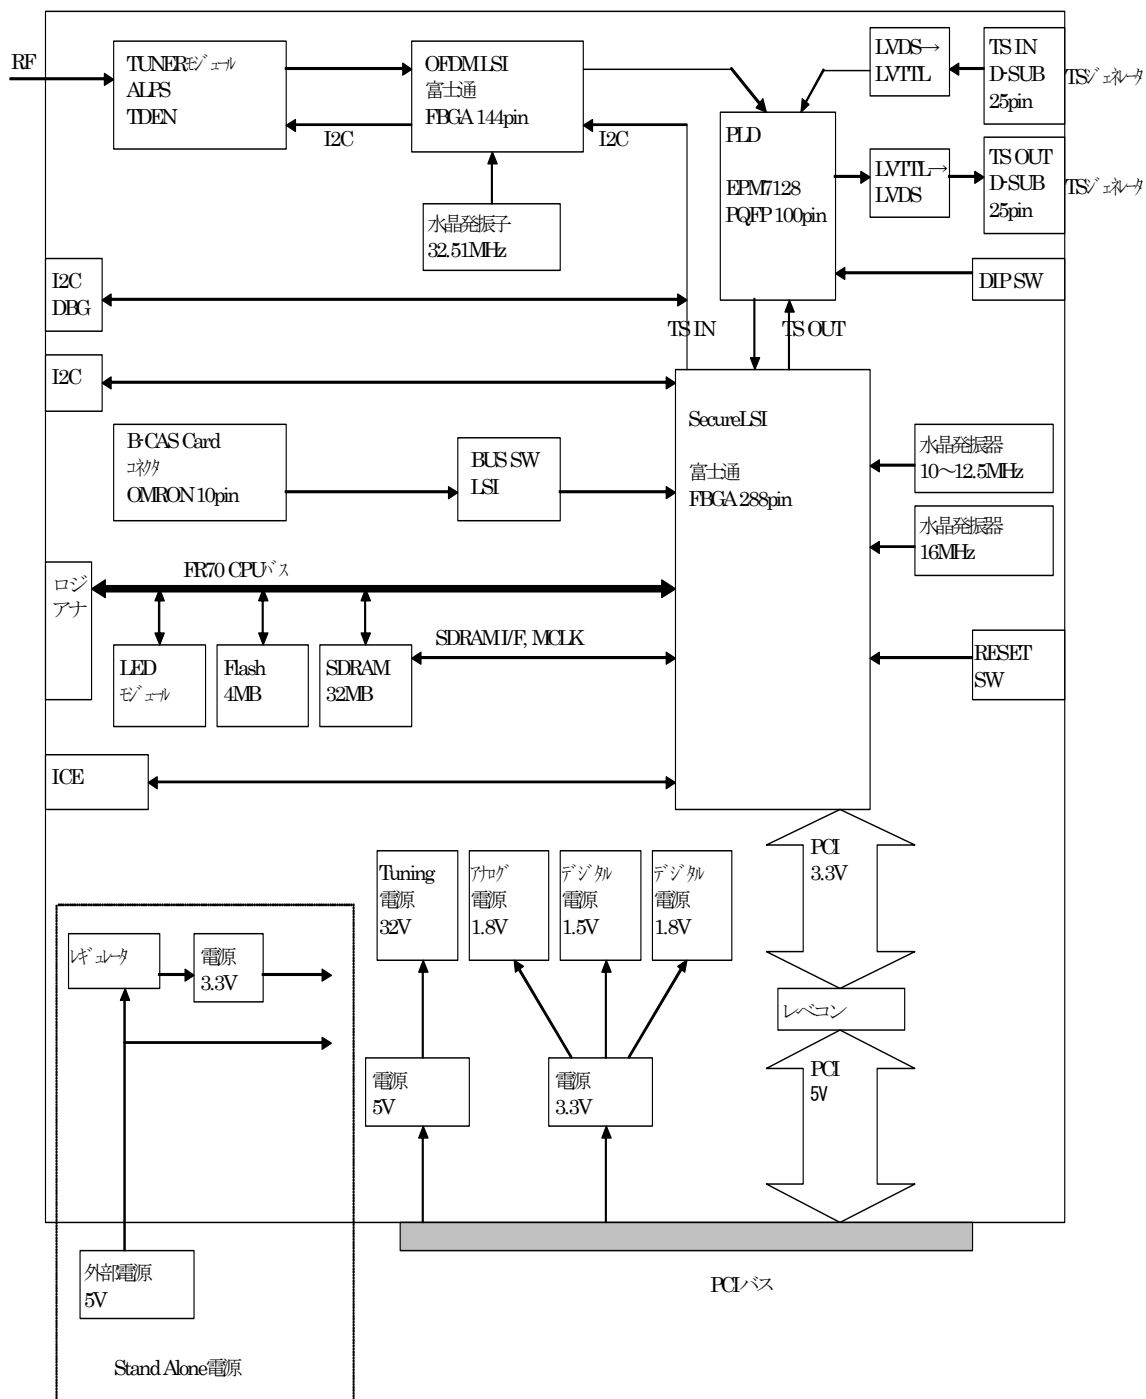 RF
TUNERモジュール
ALPS
TDEN
OFDM LSI
富士通
FBGA 144pin
LVDS→
LVTTL
TS IN
D-SUB
25pin
TSジェネレータ
I2C
I2C
PLD
EPM7128
PQFP 100pin
LVTTL→
LVDS
TS OUT
D-SUB
25pin
TSジェネレータ
水晶発振子
32.51MHz
I2C
DBG
DIP SW
TS IN
TS OUT
I2C
SecureLSI
富士通
FBGA 288pin
B-CAS Card
コネクタ
OMRON 10pin
BUS SW
LSI
水晶発振器
10～12.5MHz
水晶発振器
16MHz
ロジ
アナ
FR70 CPUバス
SDRAM I/F, MCLK
LED
モジュール
Flash
4MB
SDRAM
32MB
RESET
SW
ICE
Tuning
電源
32V
アナログ
電源
1.8V
デジタル
電源
1.5V
デジタル
電源
1.8V
PCI
3.3V
レギュレータ
電源
3.3V
レベコン
電源
5V
電源
3.3V
PCI
5V
外部電源
5V
PCIバス
Stand Alone電源